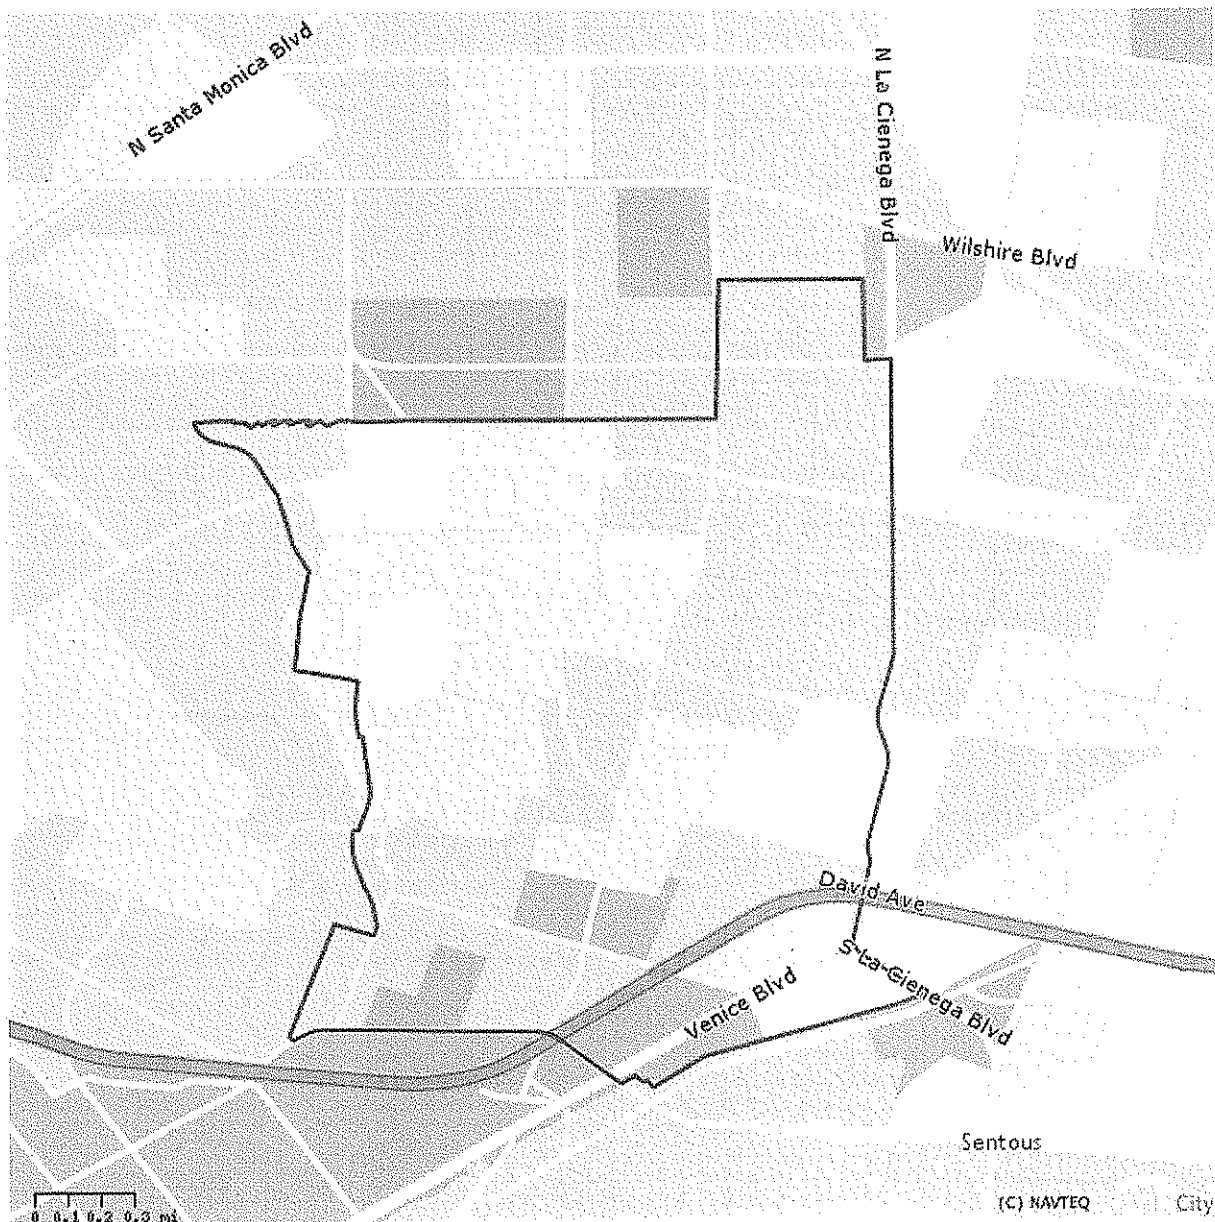 N Santa Monica Blvd
N La Cienega Blvd
Wilshire Blvd
David Ave
S La Cienega Blvd
Venice Blvd
Sentous
0 0.1 0.2 0.3 mi
(C) NAVTEQ
City